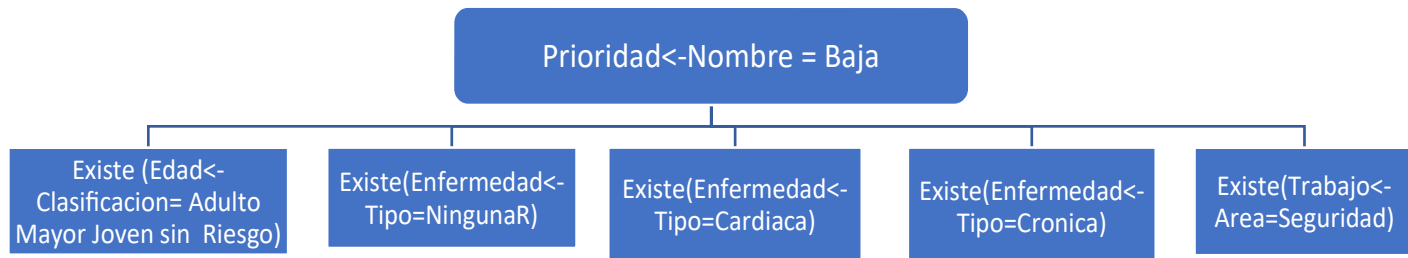 Prioridad<-Nombre = Baja
Existe (Edad<-
Clasificacion= Adulto
Mayor Joven sin  Riesgo)
Existe(Enfermedad<-
Tipo=NingunaR)
Existe(Enfermedad<-
Tipo=Cardiaca)
Existe(Enfermedad<-
Tipo=Cronica)
Existe(Trabajo<-
Area=Seguridad)